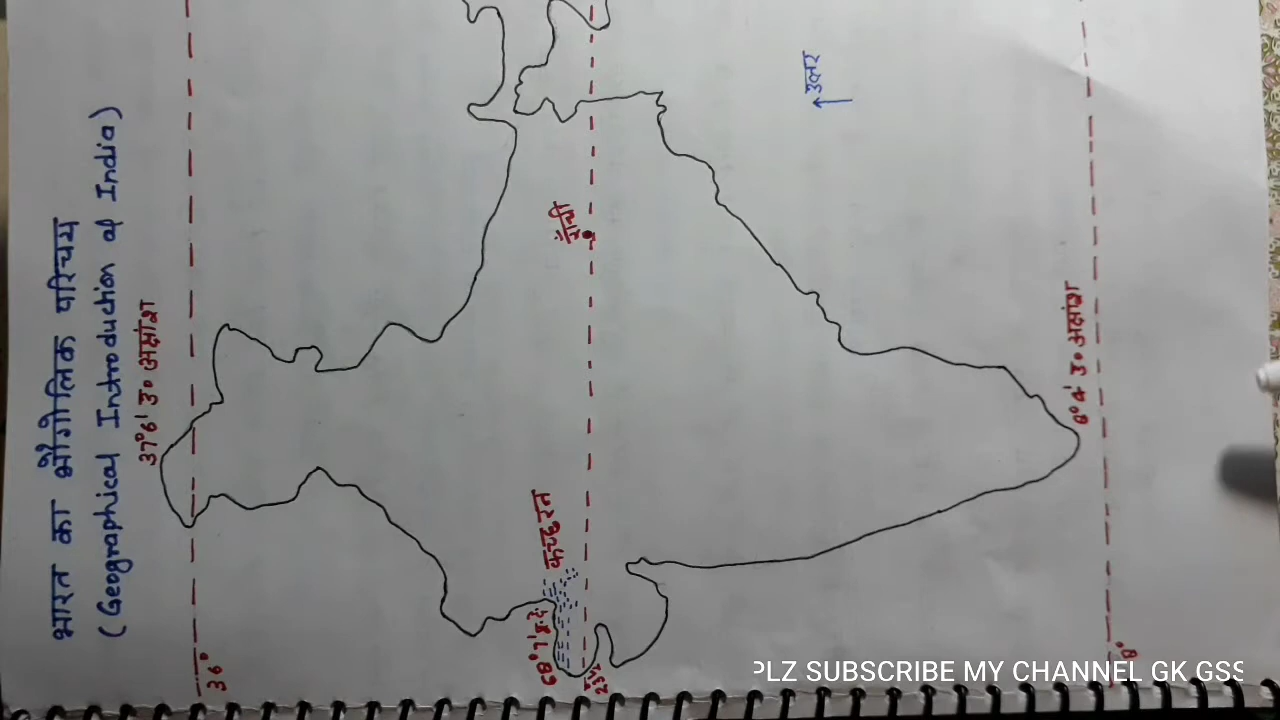 भारत का भौगोलिक परिचय
(Geographical Introduction of India)
37°6' उ० अक्षांश
36°
68°7' पू.दे.
कच्छ रन
23½
राँची
उत्तर
8°4' उ० अक्षांश
8°
PLZ SUBSCRIBE MY CHANNEL GK GSS